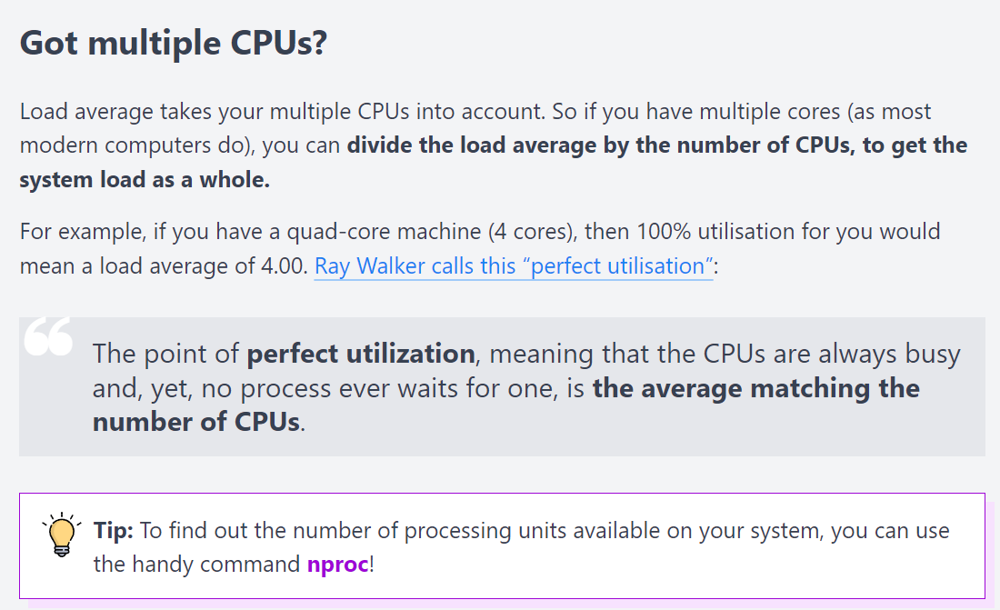 Got multiple CPUs?
Load average takes your multiple CPUs into account. So if you have multiple cores (as most
modern computers do), you can divide the load average by the number of CPUs, to get the
system load as a whole.
For example, if you have a quad-core machine (4 cores), then 100% utilisation for you would
mean a load average of 4.00. Ray Walker calls this “perfect utilisation”:
“
The point of perfect utilization, meaning that the CPUs are always busy
and, yet, no process ever waits for one, is the average matching the
number of CPUs.
Tip: To find out the number of processing units available on your system, you can use
the handy command nproc!